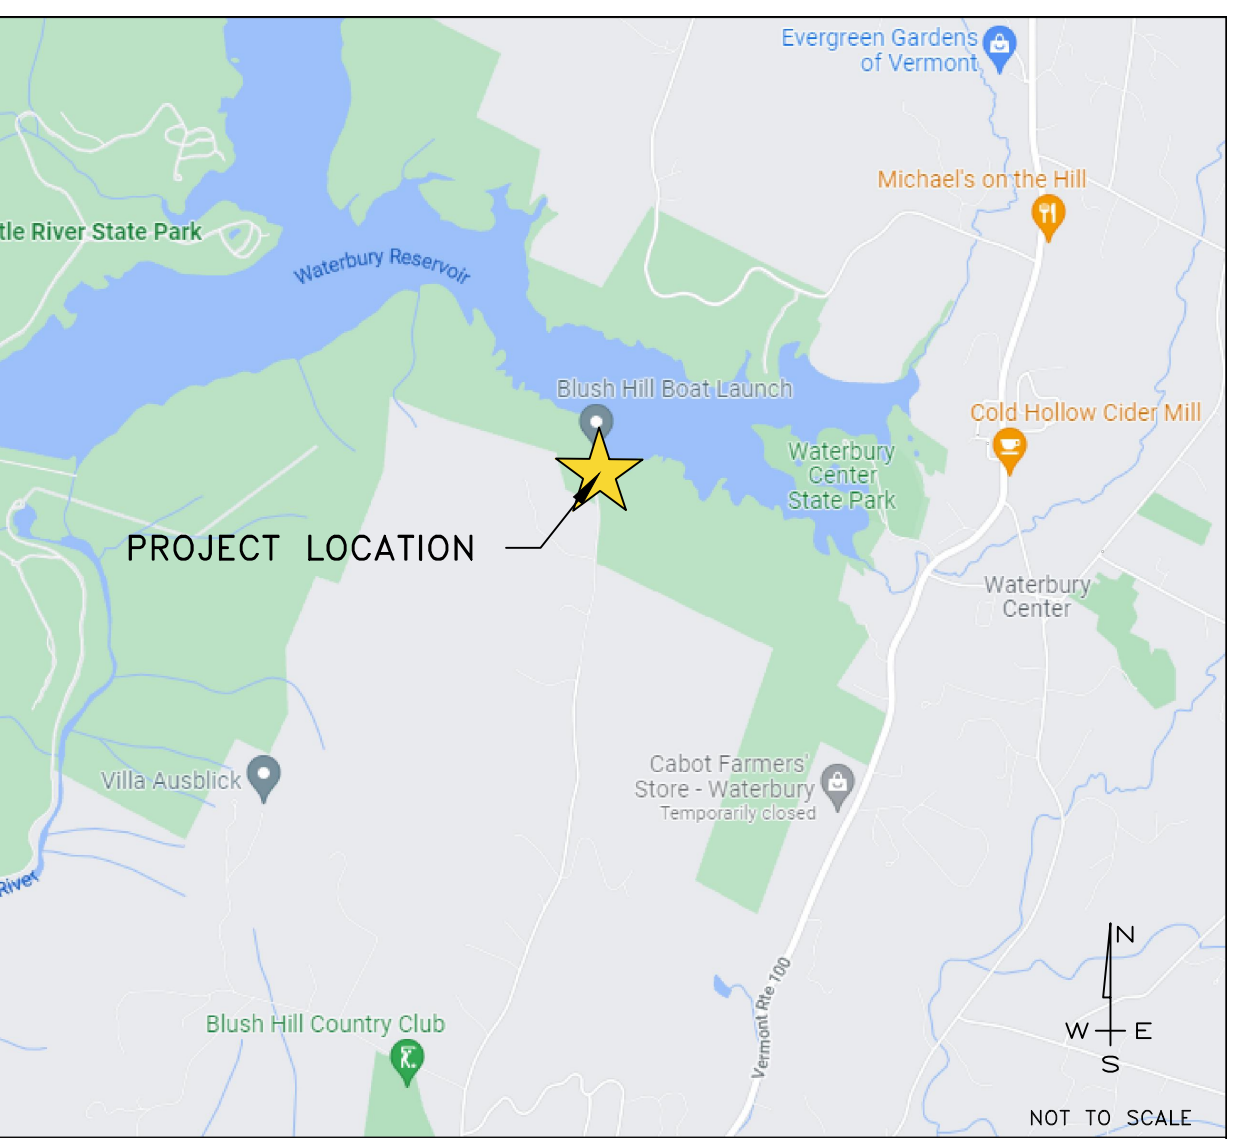 Evergreen Gardens
of Vermont
Michael's on the Hill
tle River State Park
Waterbury Reservoir
Blush Hill Boat Launch
Cold Hollow Cider Mill
Waterbury
Center
State Park
PROJECT LOCATION
Waterbury
Center
Villa Ausblick
Cabot Farmers'
Store - Waterbury
Temporarily closed
River
Vermont Rte 100
N
W E
S
Blush Hill Country Club
NOT TO SCALE